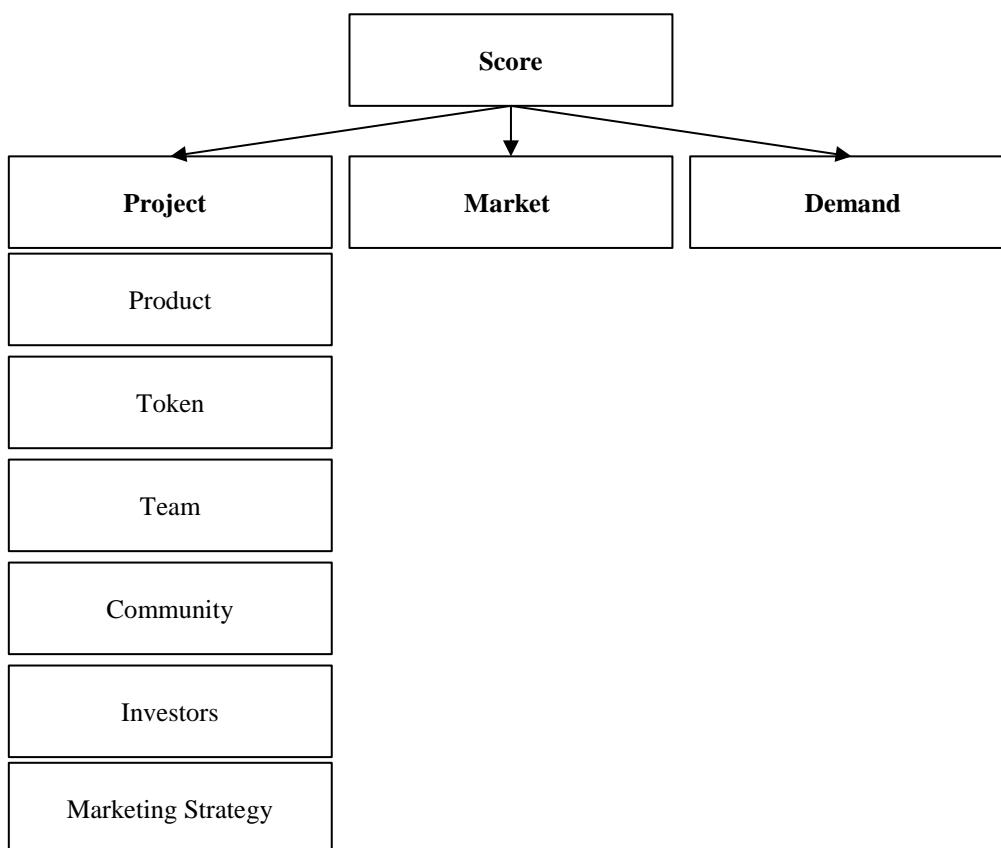 Score
Project
Market
Demand
Product
Token
Team
Community
Investors
Marketing Strategy